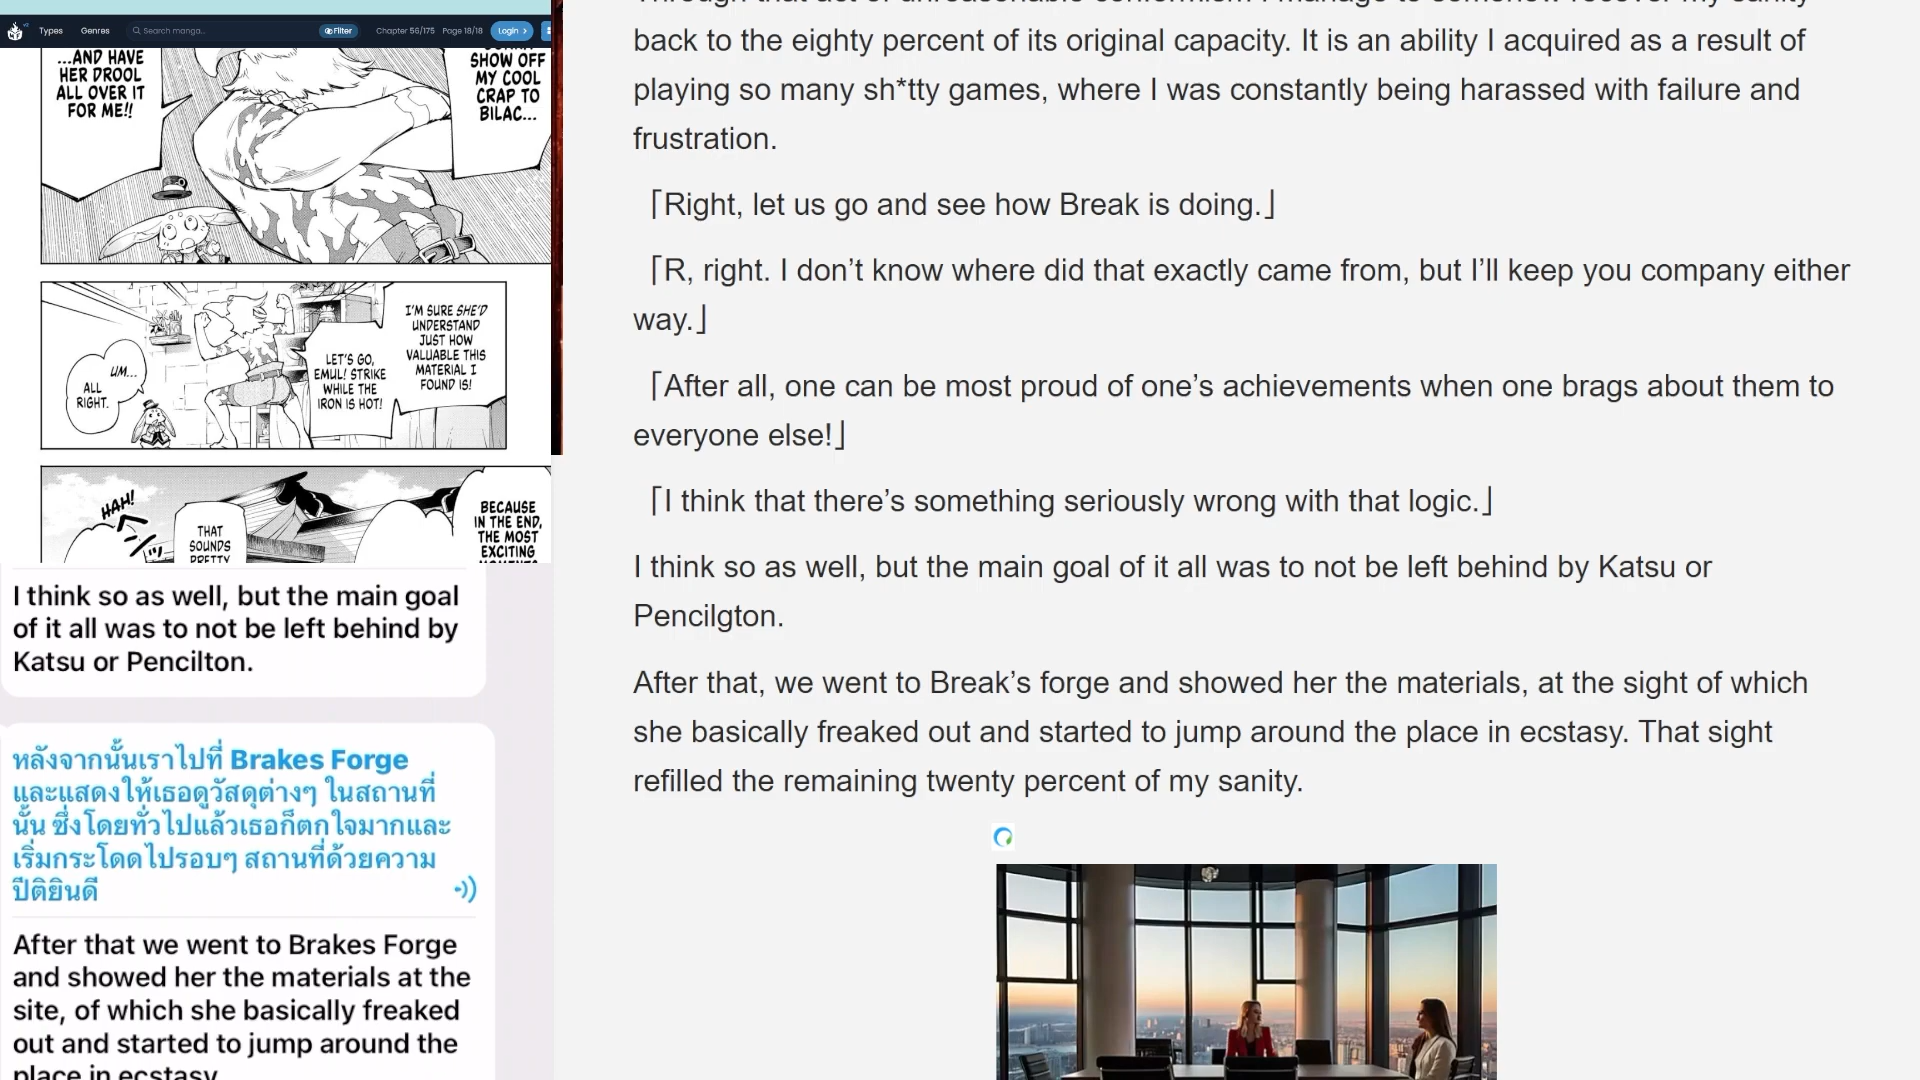 Types Genres Search manga... Filter Chapter 56/175 Page 18/18 Login
...AND HAVE
HER DROOL
ALL OVER IT
FOR ME!!
SHOW OFF
MY COOL
CRAP TO
BILAC...
I'M SURE SHE'D
UNDERSTAND
JUST HOW
VALUABLE THIS
MATERIAL I
FOUND IS!
LET'S GO,
EMUL! STRIKE
WHILE THE
IRON IS HOT!
UM...
ALL
RIGHT.
BECAUSE
IN THE END,
THE MOST
EXCITING
HAH!
THAT
SOUNDS
PRETTY
I think so as well, but the main goal
of it all was to not be left behind by
Katsu or Pencilton.
หลังจากนั้นเราไปที่ Brakes Forge
และแสดงให้เธอดูวัสดุต่างๆ ในสถานที่
นั้น ซึ่งโดยทั่วไปแล้วเธอก็ตกใจมากและ
เริ่มกระโดดไปรอบๆ สถานที่ด้วยความ
ปีติยินดี
After that we went to Brakes Forge
and showed her the materials at the
site, of which she basically freaked
out and started to jump around the
place in ecstasy
Through that act of unreasonable conformism I manage to somehow recover my sanity
back to the eighty percent of its original capacity. It is an ability I acquired as a result of
playing so many sh*tty games, where I was constantly being harassed with failure and
frustration.
⌈Right, let us go and see how Break is doing.⌋
⌈R, right. I don’t know where did that exactly came from, but I’ll keep you company either
way.⌋
⌈After all, one can be most proud of one’s achievements when one brags about them to
everyone else!⌋
⌈I think that there’s something seriously wrong with that logic.⌋
I think so as well, but the main goal of it all was to not be left behind by Katsu or
Pencilgton.
After that, we went to Break’s forge and showed her the materials, at the sight of which
she basically freaked out and started to jump around the place in ecstasy. That sight
refilled the remaining twenty percent of my sanity.